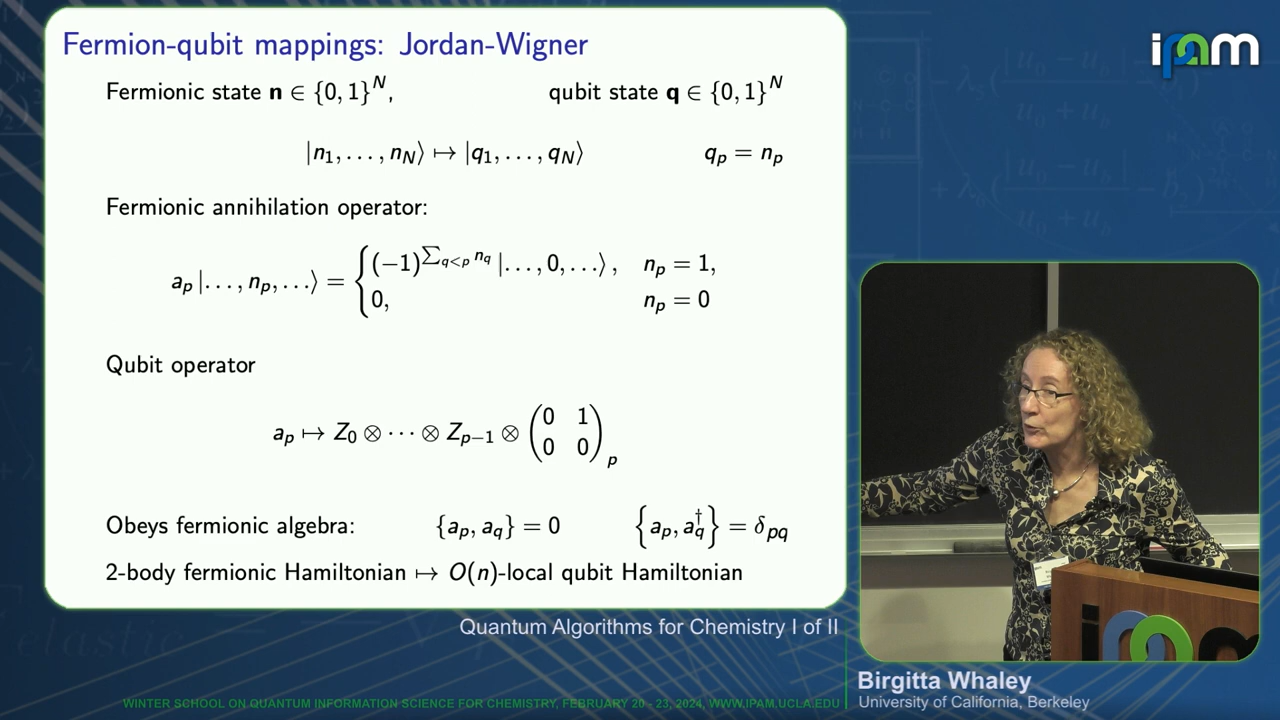 Fermion-qubit mappings: Jordan-Wigner
ipam
Fermionic state n ∈ {0, 1}^N, qubit state q ∈ {0, 1}^N
|n_1, . . . , n_N⟩ ↦ |q_1, . . . , q_N⟩ q_p = n_p
Fermionic annihilation operator:
a_p |. . . , n_p, . . .⟩ = { (−1)^{∑_{q<p} n_q} |. . . , 0, . . .⟩ , n_p = 1,
0, n_p = 0
Qubit operator
a_p ↦ Z_0 ⊗ · · · ⊗ Z_{p−1} ⊗ (0 1
0 0)_p
Obeys fermionic algebra: {a_p, a_q} = 0 {a_p, a_q^†} = δ_{pq}
2-body fermionic Hamiltonian ↦ O(n)-local qubit Hamiltonian
Quantum Algorithms for Chemistry I of II
Birgitta Whaley
University of California, Berkeley
WINTER SCHOOL ON QUANTUM INFORMATION SCIENCE FOR CHEMISTRY, FEBRUARY 20 - 23, 2024, WWW.IPAM.UCLA.EDU